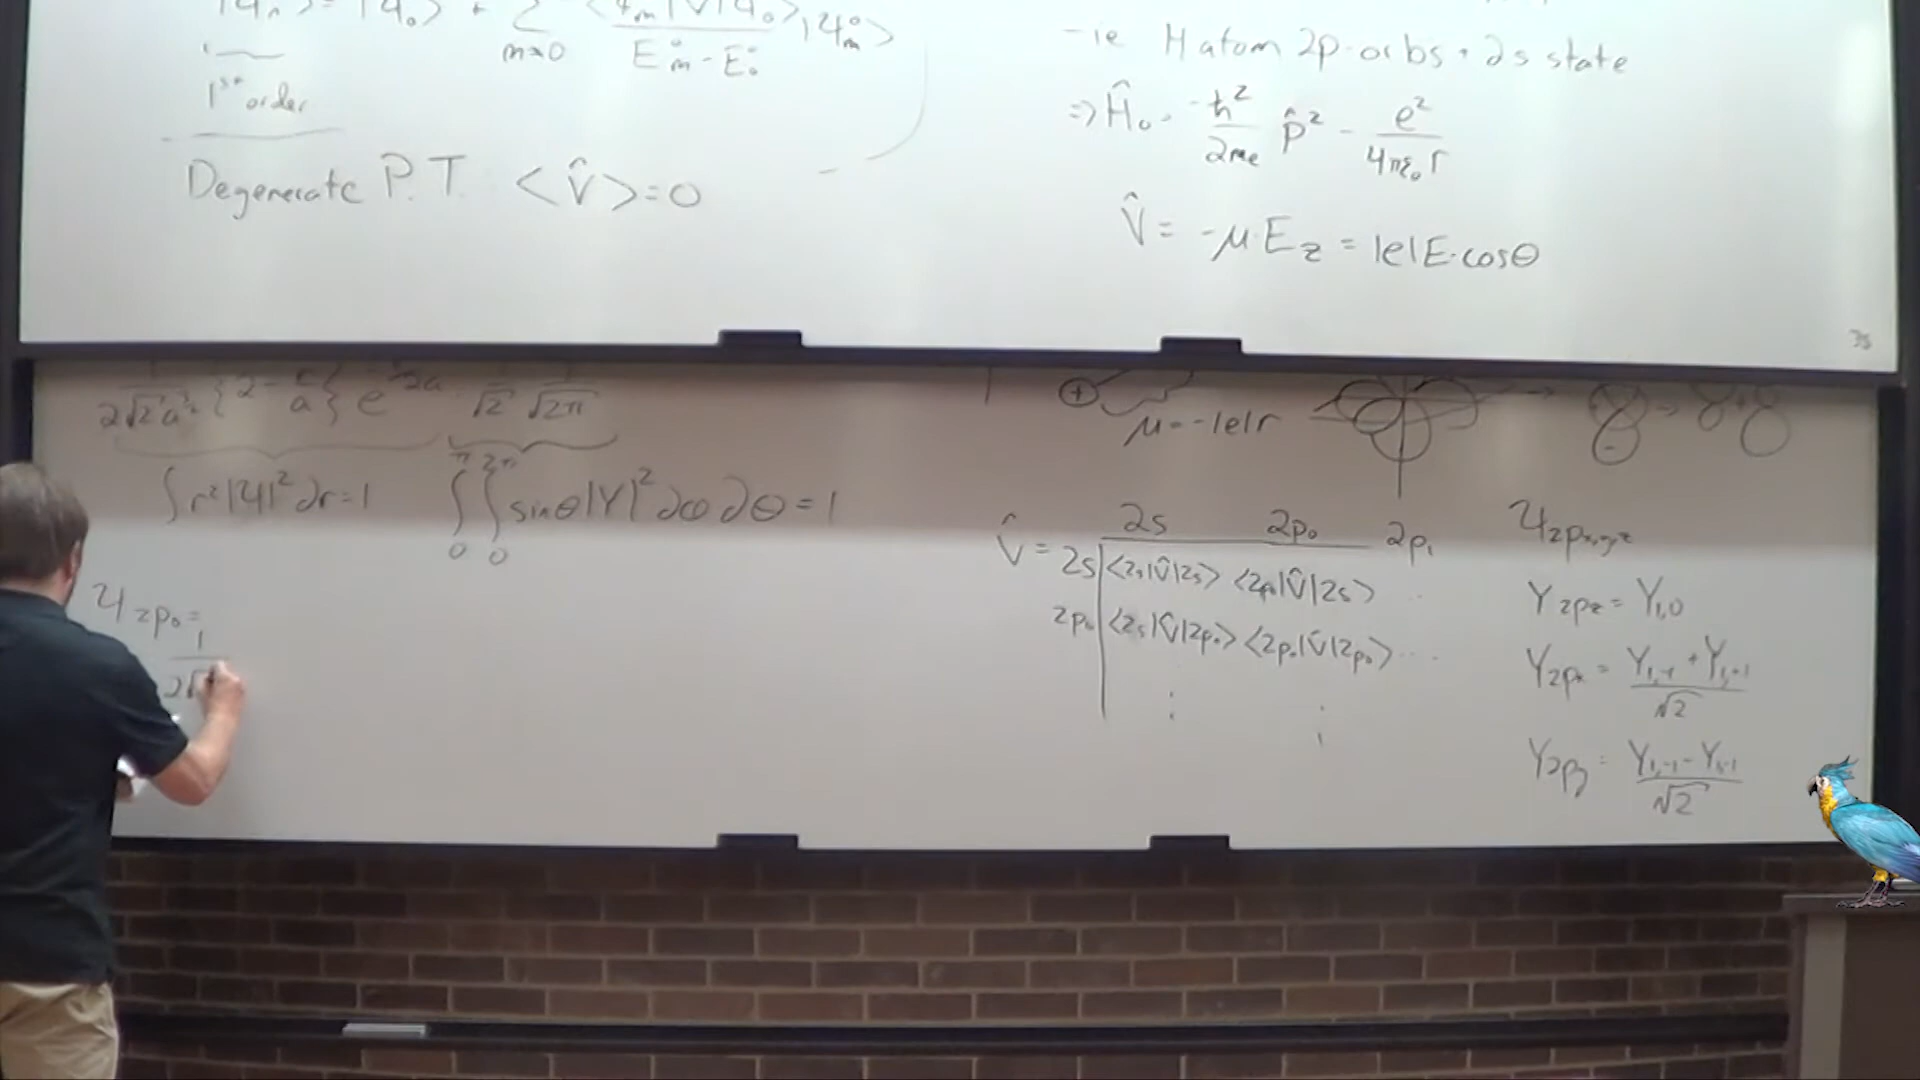 1st order
Degenerate P.T. <V̂>=0
-ie H atom 2p orbs + 2s state
=> Ĥ₀ = -ħ²/2me p̂² - e²/4πε₀r
V̂ = -μ·E_z = |e|E·cosθ
μ=-|e|r
∫r²|Ψ|²∂r=1
∫₀^π ∫₀^2π sinθ|Y|²∂φ∂θ=1
Ψ2p₀=
1
V̂ = 2s 2p₀ 2p₁
2s <2s|V̂|2s> <2p₀|V̂|2s> ..
2p₀ <2s|V̂|2p₀> <2p₀|V̂|2p₀> ...
Ψ2px,y,z
Y2pz = Y1,0
Y2px = Y1,-1 + Y1,+1 / √2
Y2py = Y1,-1 - Y1,+1 / √2